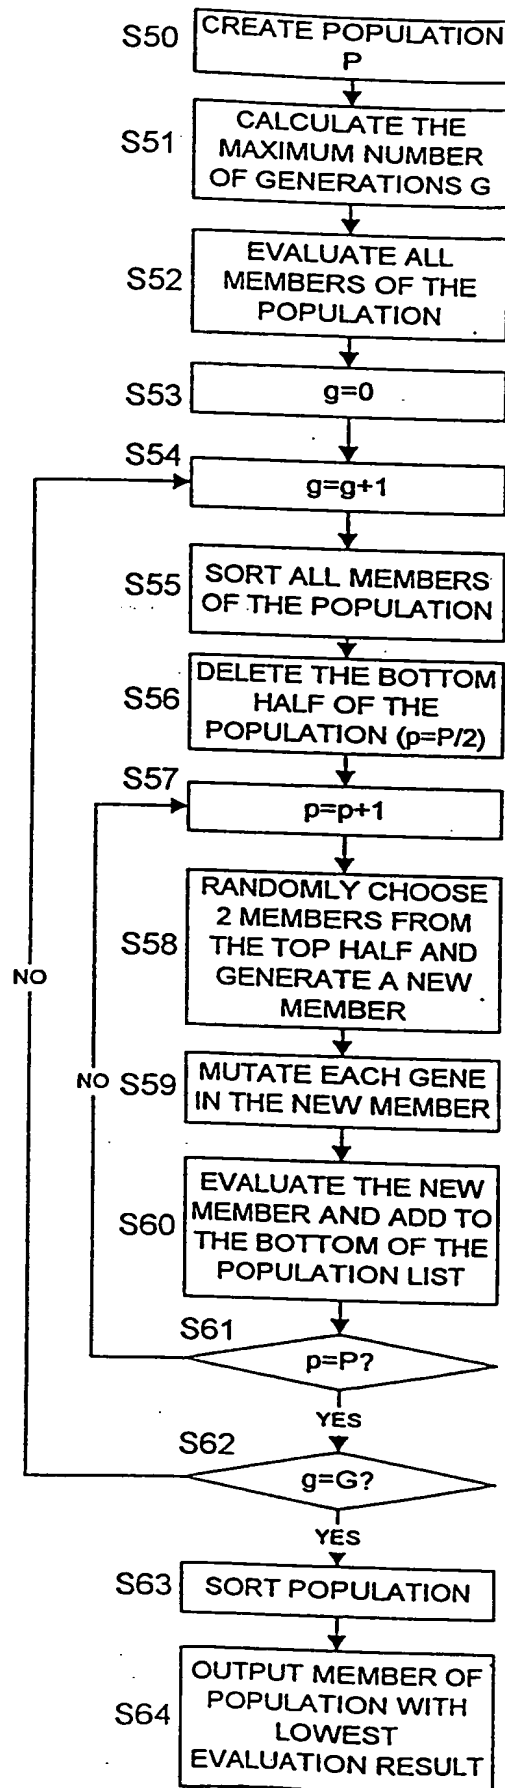 S50
CREATE POPULATION
P
S51
CALCULATE THE
MAXIMUM NUMBER
OF GENERATIONS G
S52
EVALUATE ALL
MEMBERS OF THE
POPULATION
S53
g=0
S54
g=g+1
S55
SORT ALL MEMBERS
OF THE POPULATION
S56
DELETE THE BOTTOM
HALF OF THE
POPULATION (p=P/2)
S57
p=p+1
S58
RANDOMLY CHOOSE
2 MEMBERS FROM
THE TOP HALF AND
GENERATE A NEW
MEMBER
NO
NO
S59
MUTATE EACH GENE
IN THE NEW MEMBER
S60
EVALUATE THE NEW
MEMBER AND ADD TO
THE BOTTOM OF THE
POPULATION LIST
S61
p=P?
YES
S62
g=G?
YES
S63
SORT POPULATION
S64
OUTPUT MEMBER OF
POPULATION WITH
LOWEST
EVALUATION RESULT